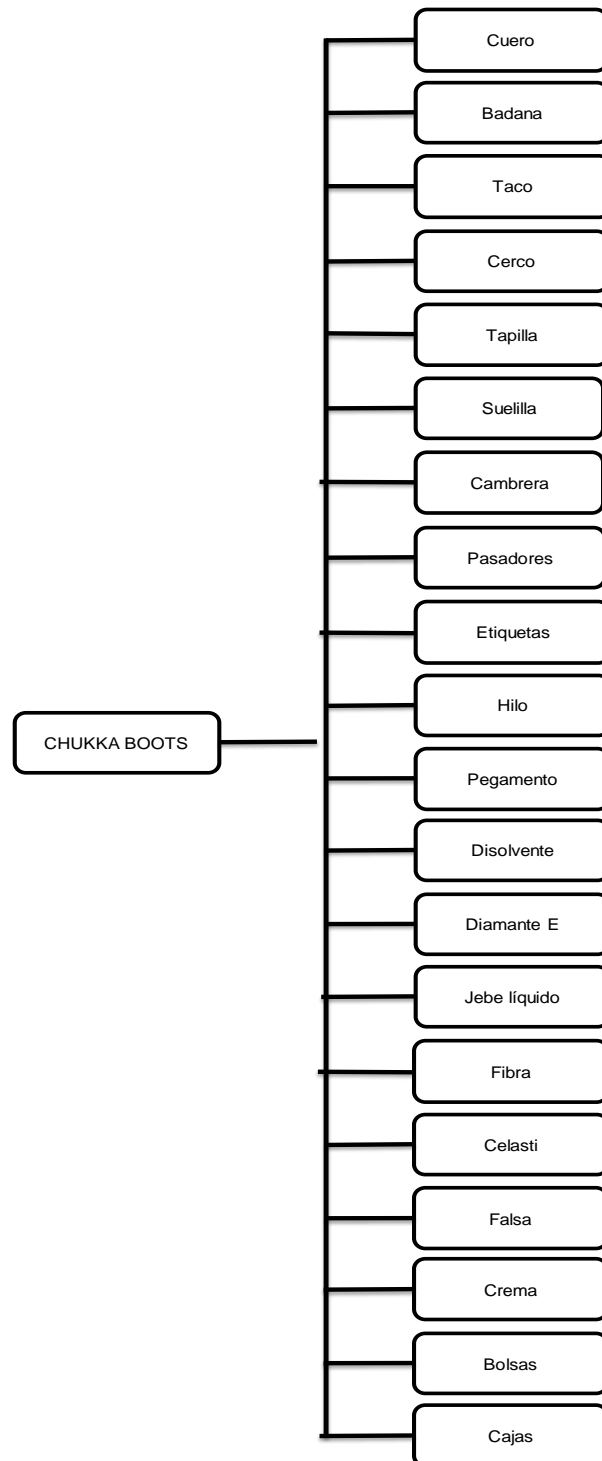 Cuero
Badana
Taco
Cerco
Tapilla
Suelilla
Cambrera
Pasadores
Etiquetas
Hilo
CHUKKA BOOTS
Pegamento
Disolvente
Diamante E
Jebe líquido
Fibra
Celasti
Falsa
Crema
Bolsas
Cajas